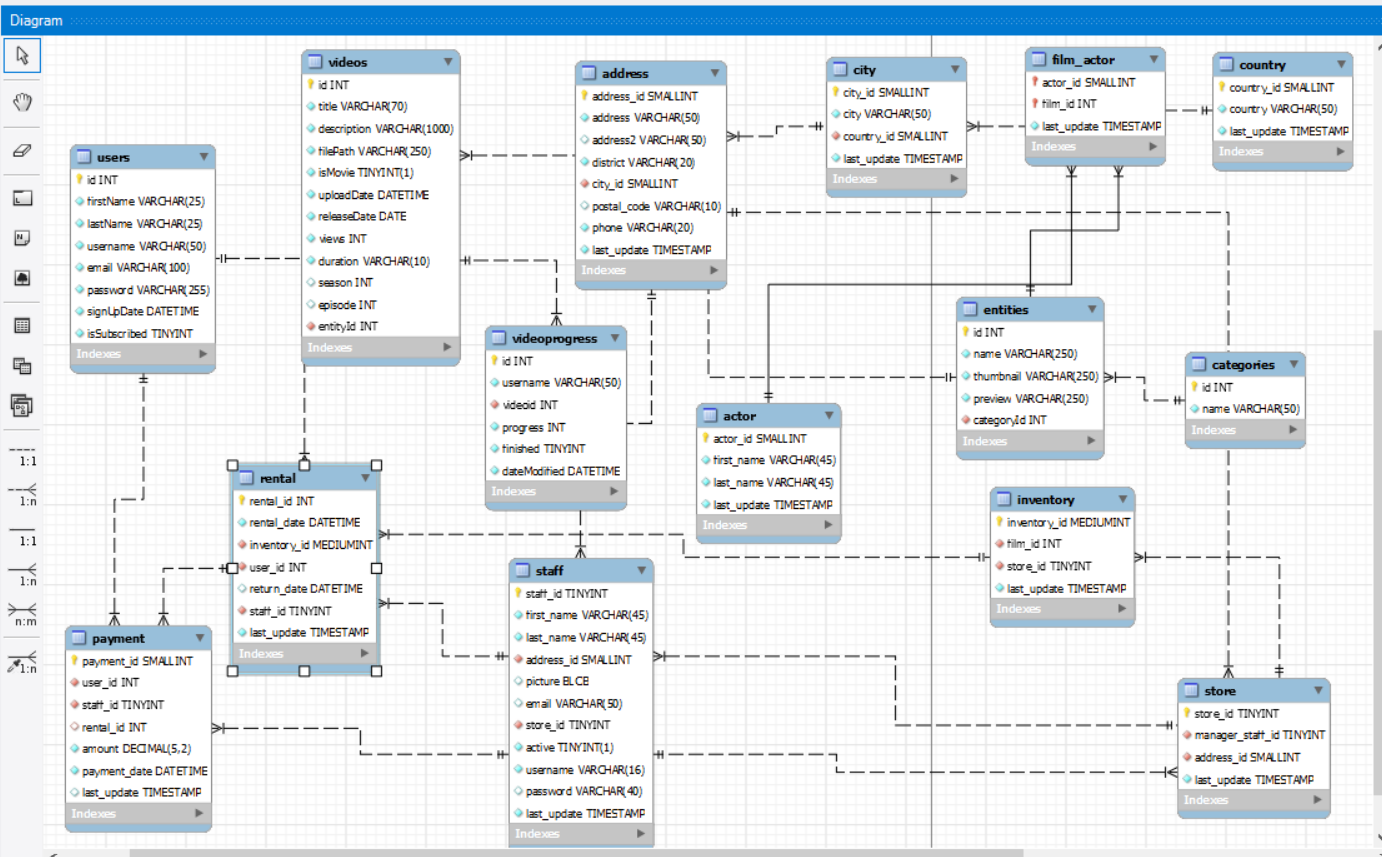 Diagram
users
id INT
firstName VARCHAR(25)
lastName VARCHAR(25)
username VARCHAR(50)
email VARCHAR(100)
password VARCHAR(255)
signUpDate DATETIME
isSubscribed TINYINT
Indexes
videos
id INT
title VARCHAR(70)
description VARCHAR(1000)
filePath VARCHAR(250)
isMovie TINYINT(1)
uploadDate DATETIME
releaseDate DATE
views INT
duration VARCHAR(10)
season INT
episode INT
entityId INT
Indexes
address
address_id SMALLINT
address VARCHAR(50)
address2 VARCHAR(50)
district VARCHAR(20)
city_id SMALLINT
postal_code VARCHAR(10)
phone VARCHAR(20)
last_update TIMESTAMP
Indexes
city
city_id SMALLINT
city VARCHAR(50)
country_id SMALLINT
last_update TIMESTAMP
Indexes
film_actor
actor_id SMALLINT
film_id INT
last_update TIMESTAMP
Indexes
country
country_id SMALLINT
country VARCHAR(50)
last_update TIMESTAMP
Indexes
videoprogress
id INT
username VARCHAR(50)
videoid INT
progress INT
finished TINYINT
dateModified DATETIME
Indexes
entities
id INT
name VARCHAR(250)
thumbnail VARCHAR(250)
preview VARCHAR(250)
categoryId INT
Indexes
categories
id INT
name VARCHAR(50)
Indexes
actor
actor_id SMALLINT
first_name VARCHAR(45)
last_name VARCHAR(45)
last_update TIMESTAMP
Indexes
rental
rental_id INT
rental_date DATETIME
inventory_id MEDIUMINT
user_id INT
return_date DATETIME
staff_id TINYINT
last_update TIMESTAMP
Indexes
inventory
inventory_id MEDIUMINT
film_id INT
store_id TINYINT
last_update TIMESTAMP
Indexes
staff
staff_id TINYINT
first_name VARCHAR(45)
last_name VARCHAR(45)
address_id SMALLINT
picture BLOB
email VARCHAR(50)
store_id TINYINT
active TINYINT(1)
username VARCHAR(16)
password VARCHAR(40)
last_update TIMESTAMP
Indexes
payment
payment_id SMALLINT
user_id INT
staff_id TINYINT
rental_id INT
amount DECIMAL(5,2)
payment_date DATETIME
last_update TIMESTAMP
Indexes
store
store_id TINYINT
manager_staff_id TINYINT
address_id SMALLINT
last_update TIMESTAMP
Indexes
1:1
1:n
1:1
1:n
n:m
1:n